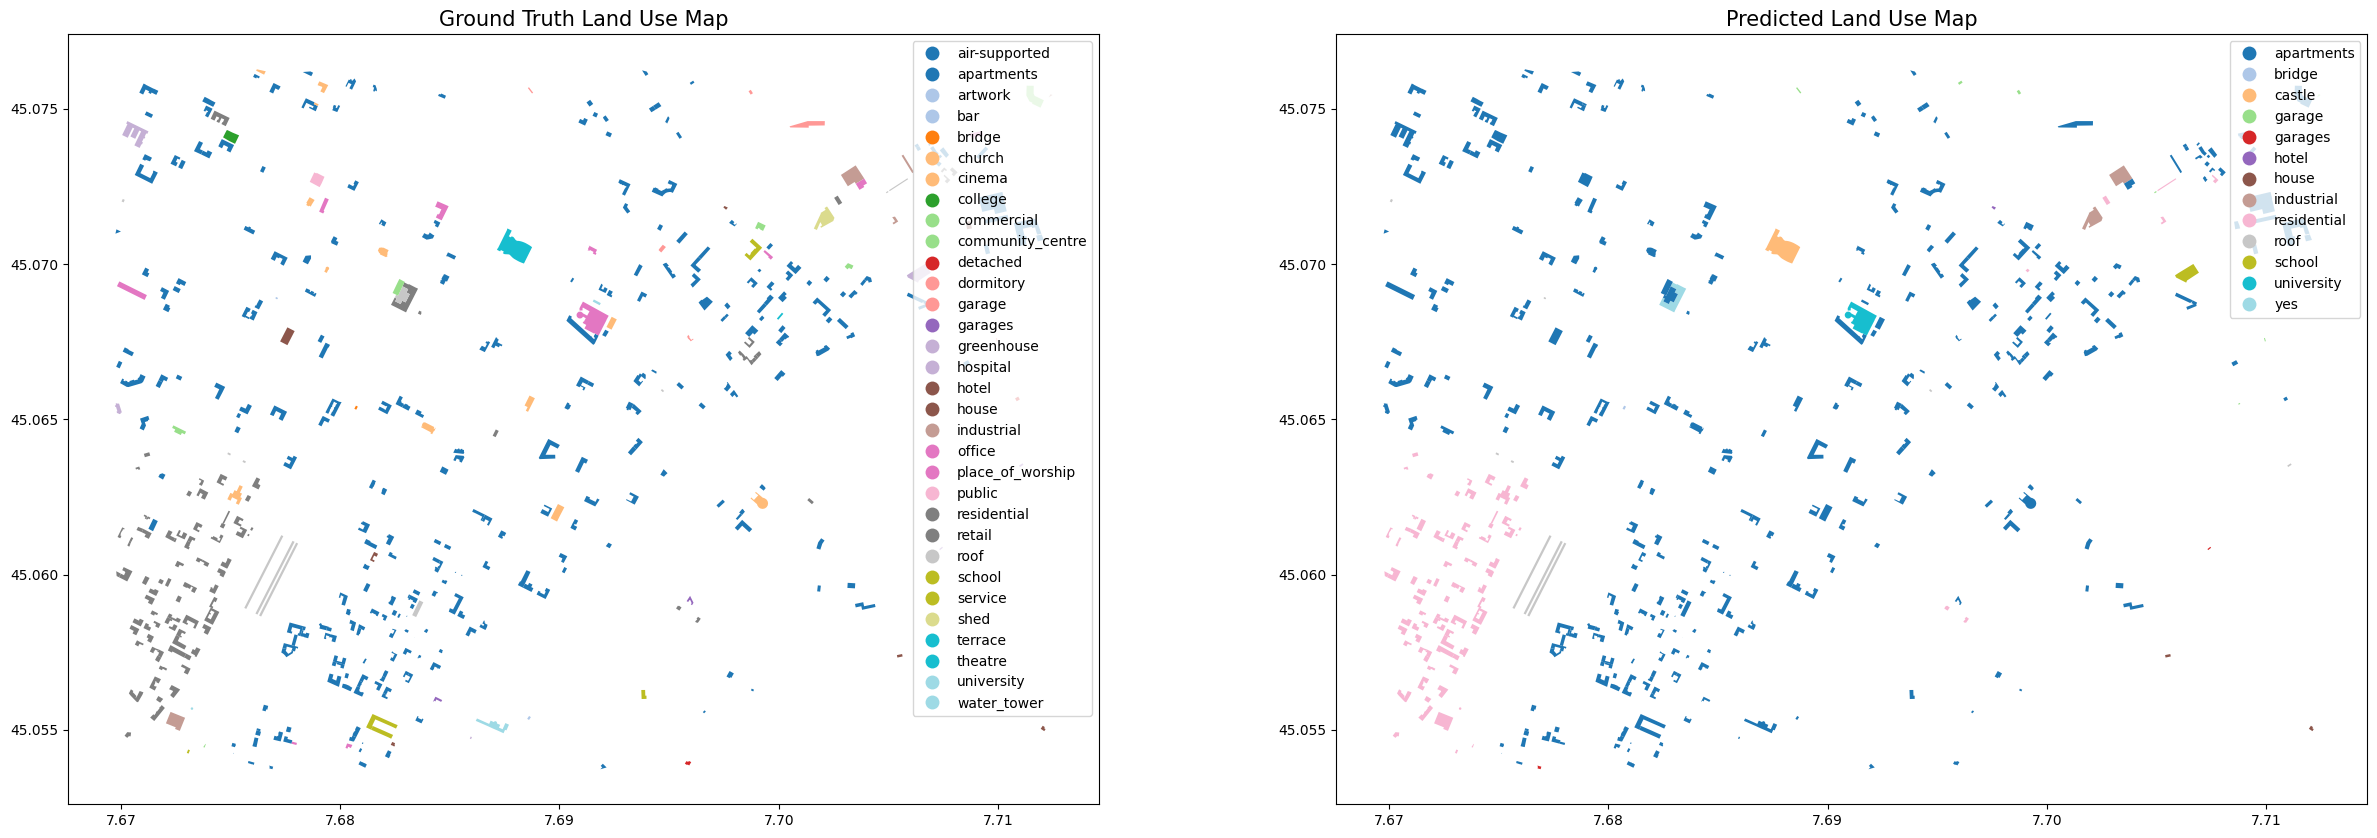 Ground Truth Land Use Map
45.075
45.070
45.065
45.060
45.055
7.67
7.68
7.69
7.70
7.71
air-supported
apartments
artwork
bar
bridge
church
cinema
college
commercial
community_centre
detached
dormitory
garage
garages
greenhouse
hospital
hotel
house
industrial
office
place_of_worship
public
residential
retail
roof
school
service
shed
terrace
theatre
university
water_tower
Predicted Land Use Map
45.075
45.070
45.065
45.060
45.055
7.67
7.68
7.69
7.70
7.71
apartments
bridge
castle
garage
garages
hotel
house
industrial
residential
roof
school
university
yes